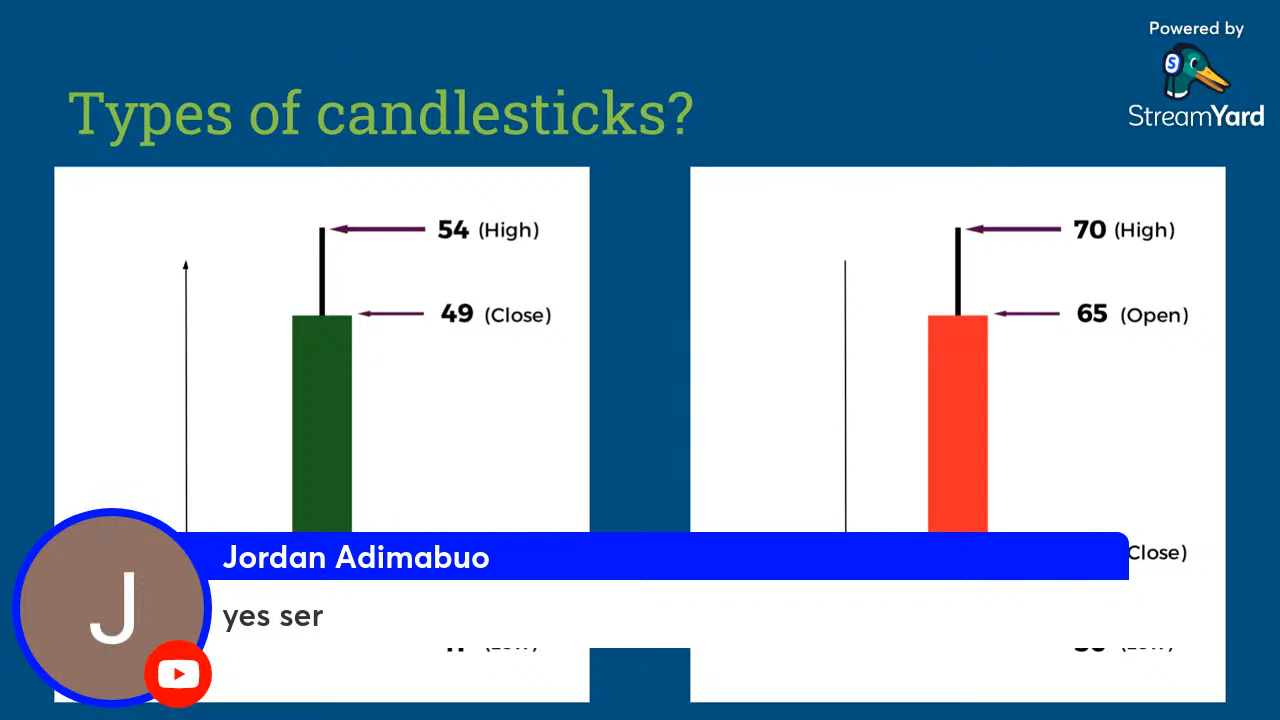 Powered by
StreamYard
Types of candlesticks?
54 (High)
49 (Close)
70 (High)
65 (Open)
Close)
Jordan Adimabuo
J
yes ser